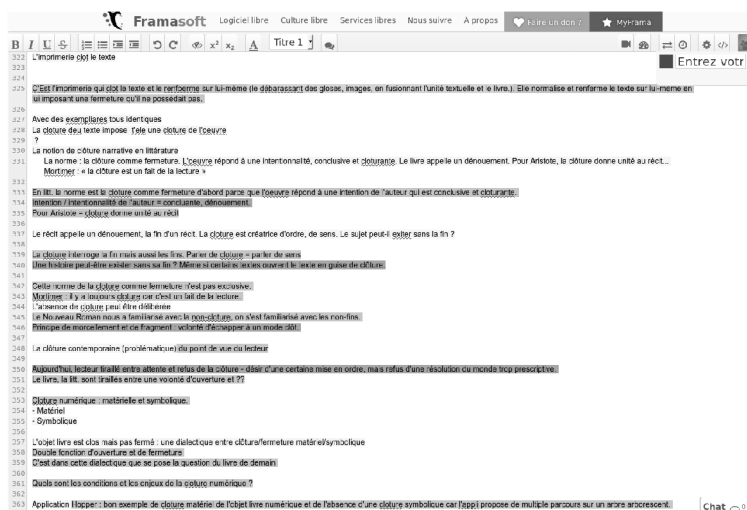 Framasoft Logiciel libre Culture libre Services libres Nous suivre A propos Faire un don ? MyFrama
B I U S Titre 1
Entrez votr
322 L'imprimerie clot le texte
323
324
325 C'Est l'imprimerie qui clot le texte et le renferme sur lui-même (le débarassant des gloses, images, en fusionnant l'unité textuelle et le livre.). Elle normalise et renferme le texte sur lui-même en
lui imposant une fermeture qu'il ne possédait pas.
326
327 Avec des exemplaires tous identiques
328 La cloture deu texte impose t'ele une cloture de l'oeuvre
329 ?
330 La notion de clôture narrative en littérature
331 La norme : la clôture comme fermeture. L'oeuvre répond à une intentionnalité, conclusive et cloturante. Le livre appelle un dénouement. Pour Aristote, la clôture donne unité au récit...
Mortimer : « la clôture est un fait de la lecture »
332
333 En litt. la norme est la cloture comme fermeture d'abord parce que l'oeuvre répond à une intention de "auteur qui est conclusive et cloturante.
334 Intention / intentionnalité de "auteur = concluante, dénouement.
335 Pour Aristote = cloture donne unité au récit
336
337 Le récit appelle un dénouement, la fin d'un récit. La cloture est créatrice d'ordre, de sens. Le sujet peut-il exiter sans la fin ?
338
339 La cloture interroge la fin mais aussi les fins. Parler de cloture = parler de sens
340 Une histoire peut-être exister sans sa fin ? Même si certains textes ouvrent le texte en guise de clôture.
341
342 Cette norme de la cloture comme fermeture n'est pas exclusive.
343 Mortimer : il y a toujours cloture car c'est un fait de la lecture.
344 L'absence de cloture peut être délibérée
345 Le Nouveau Roman nous a familiarisé avec la non-cloture, on s'est familiarisé avec les non-fins.
346 Principe de morcellement et de fragment : volonté d'échapper à un mode clôt.
347
348 La clôture contemporaine (problématique) du point de vue du lecteur
349
350 Aujourd'hui, lecteur tiraillé entre attente et refus de la clôture - désir d'une certaine mise en ordre, mais refus d'une résolution du monde trop prescriptive.
351 Le livre, la litt. sont tirailles entre une volonté d'ouverture et ??
352
353 Cloture numérique : matérielle et symbolique.
354 - Matériel
355 - Symbolique
356
357 L'objet livre est clos mais pas fermé : une dialectique entre clôture/fermeture matériel/symbolique
358 Double fonction d'ouverture et de fermeture
359 C'est dans cette dialectique que se pose la question du livre de demain
360
361 Quels sont les conditions et les enjeux de la cloture numérique ?
362
363 Application Hopper : bon exemple de cloture matériel de l'objet livre numérique et de l'absence d'une cloture symbolique car l'appli propose de multiple parcours sur un arbre arborescent.
Chat 0